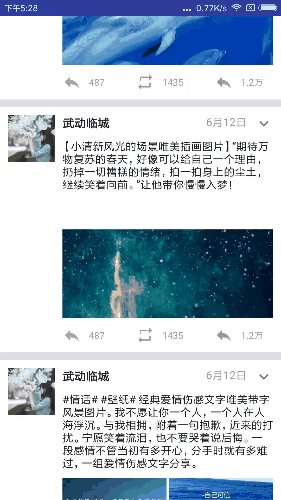 下午5:28 ... 0.77K/s
487 1435 1.2万
武动临城 6月12日
【小清新风光的场景唯美插画图片】“期待万
物复苏的春天，好像可以给自己一个理由，
扔掉一切糟糕的情绪，拍一拍身上的尘土，
继续笑着向前。”让他带你慢慢入梦！
487 1435 1.2万
武动临城 6月12日
#情话# #壁纸# 经典爱情伤感文字唯美带字
风景图片。我不愿让你一个人，一个人在人
海浮沉。与我相拥，附着一句抱歉，近来的打
扰。宁愿笑着流泪，也不要哭着说后悔。一
段感情不管当初有多开心，分手时就有多难
过，一组爱情伤感文字分享。